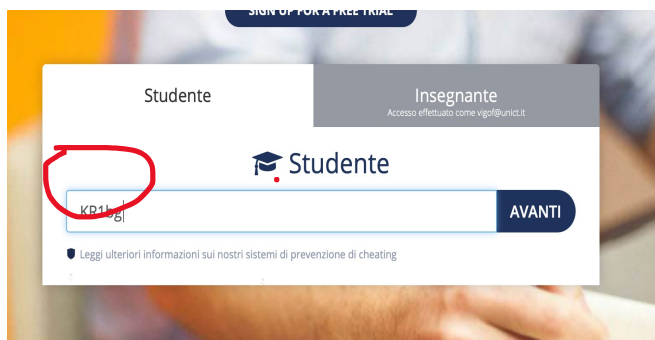 SIGN UP FOR A FREE TRIAL
Studente
Insegnante
Accesso effettuato come vigof@unict.it
Studente
KR1bg
AVANTI
Leggi ulteriori informazioni sui nostri sistemi di prevenzione di cheating